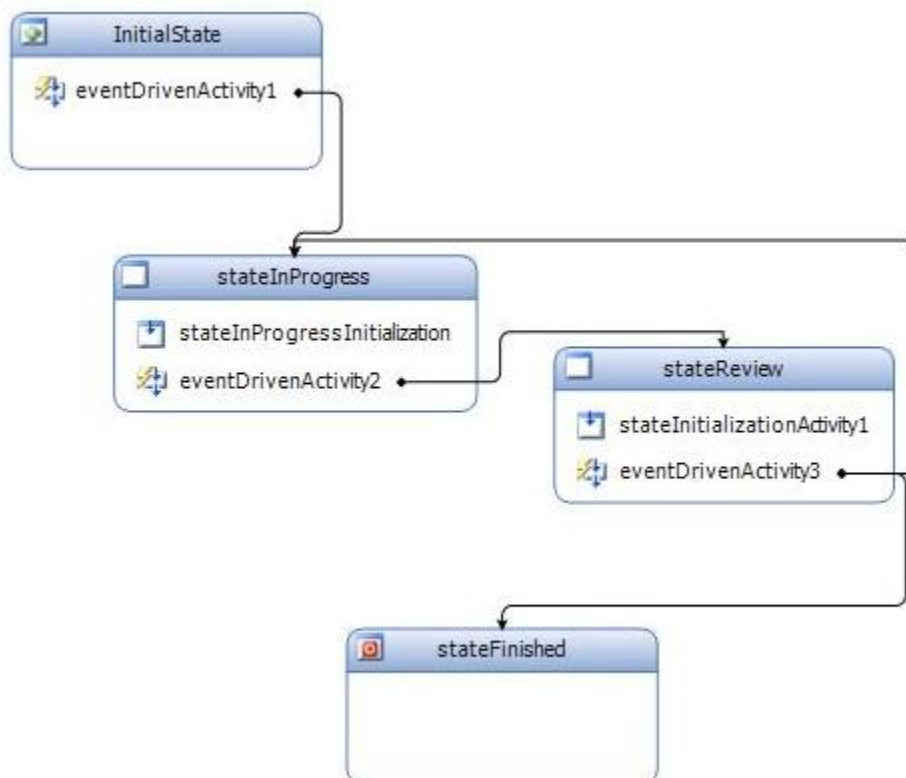 InitialState
eventDrivenActivity1
stateInProgress
stateInProgressInitialization
eventDrivenActivity2
stateReview
stateInitializationActivity1
eventDrivenActivity3
stateFinished